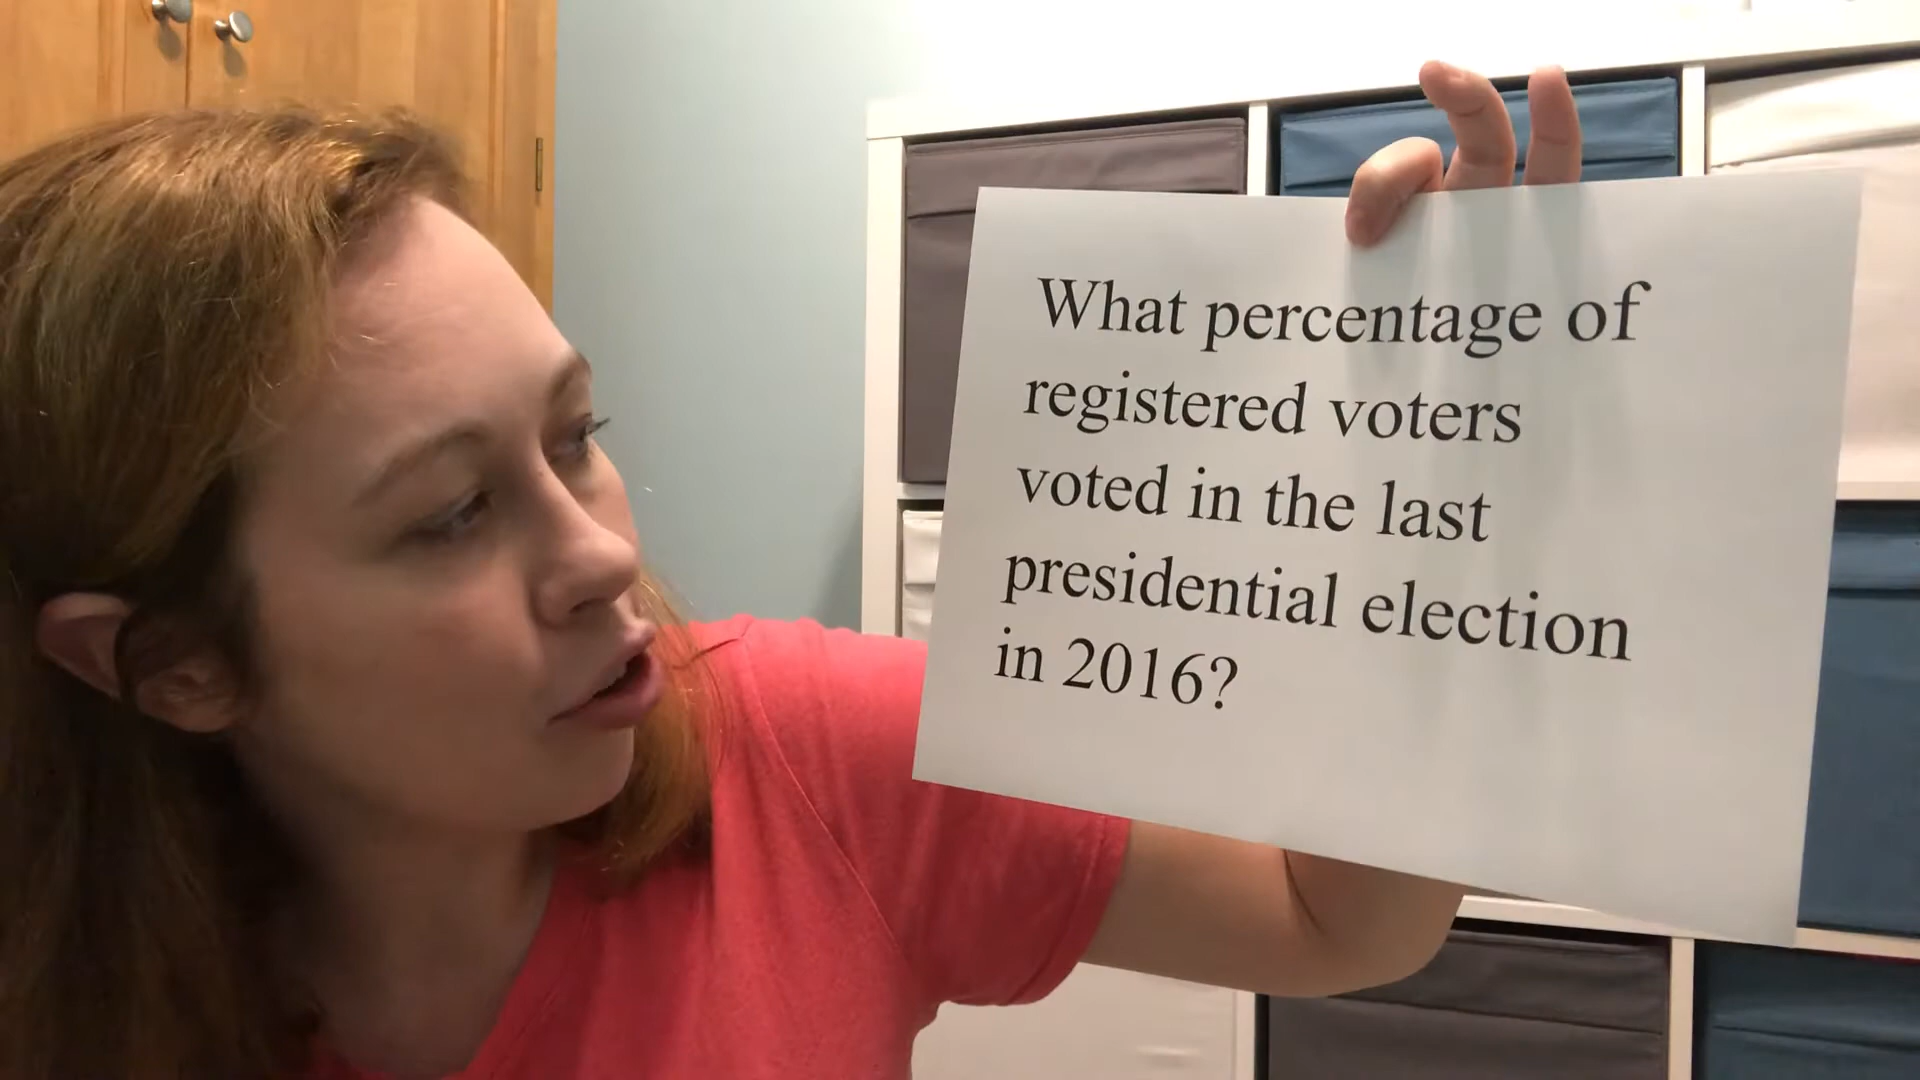 What percentage of
registered voters
voted in the last
presidential election
in 2016?